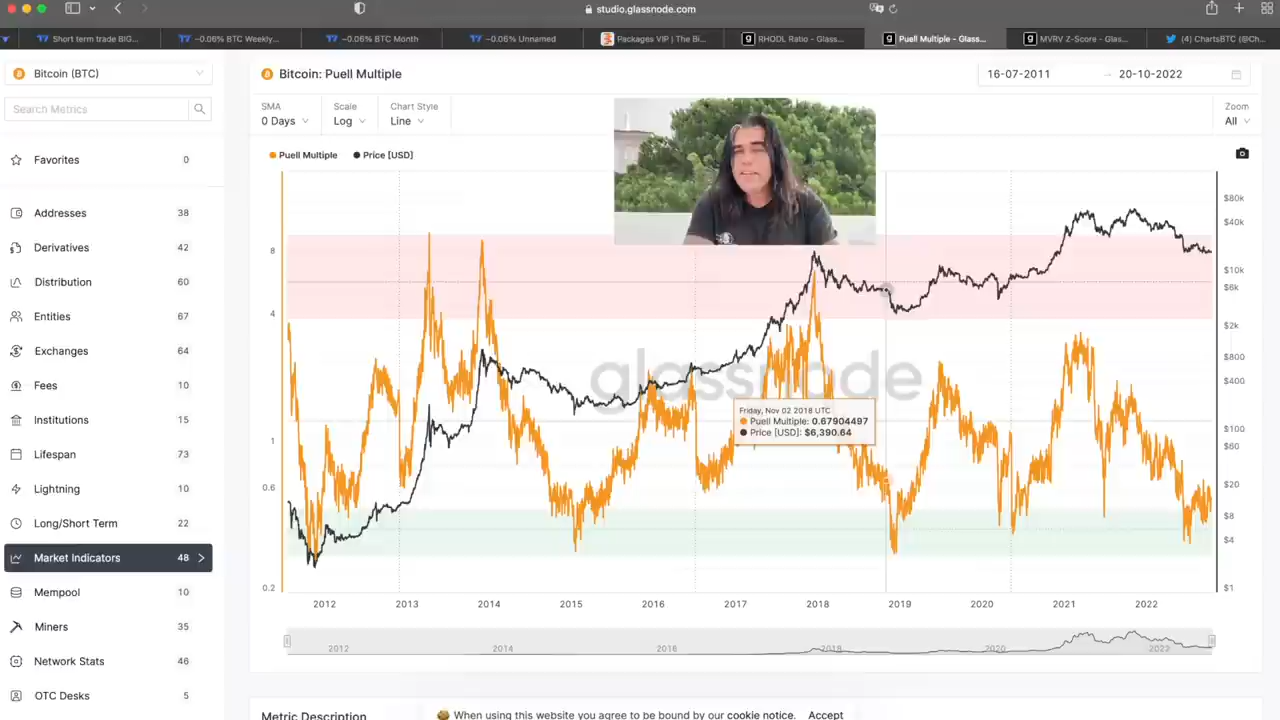 studio.glassnode.com
Short term trade BIG...
−0.06% BTC Weekly...
−0.06% BTC Month
−0.06% Unnamed
Packages VIP | The Bi...
RHODL Ratio - Glass...
Puell Multiple - Glass...
MVRV Z-Score - Glas...
(4) ChartsBTC (@Ch...
Bitcoin (BTC)
Search Metrics
Favorites 0
Addresses 38
Derivatives 42
Distribution 60
Entities 67
Exchanges 64
Fees 10
Institutions 15
Lifespan 73
Lightning 10
Long/Short Term 22
Market Indicators 48
Mempool 10
Miners 35
Network Stats 46
OTC Desks 5
Bitcoin: Puell Multiple
16-07-2011 → 20-10-2022
SMA Scale Chart Style Zoom
0 Days Log Line All
Puell Multiple Price [USD]
8
4
1
0.6
0.2
$80k
$40k
$10k
$6k
$2k
$800
$400
$100
$60
$20
$8
$4
$1
glassnode
Friday, Nov 02 2018 UTC
Puell Multiple: 0.67904497
Price [USD]: $6,390.64
2012 2013 2014 2015 2016 2017 2018 2019 2020 2021 2022
2012 2014 2016 2018 2020 2022
Metric Description
When using this website you agree to be bound by our cookie notice. Accept